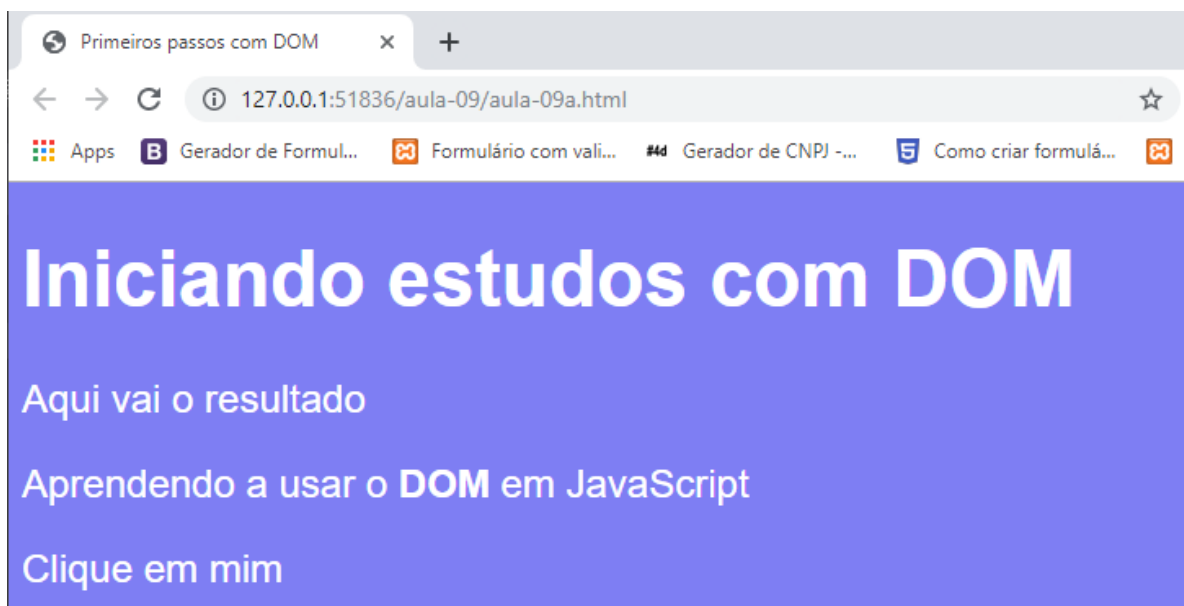 Primeiros passos com DOM
127.0.0.1:51836/aula-09/aula-09a.html
Apps B Gerador de Formul... Formulário com vali... #4d Gerador de CNPJ -... 5 Como criar formulá...
Iniciando estudos com DOM
Aqui vai o resultado
Aprendendo a usar o DOM em JavaScript
Clique em mim